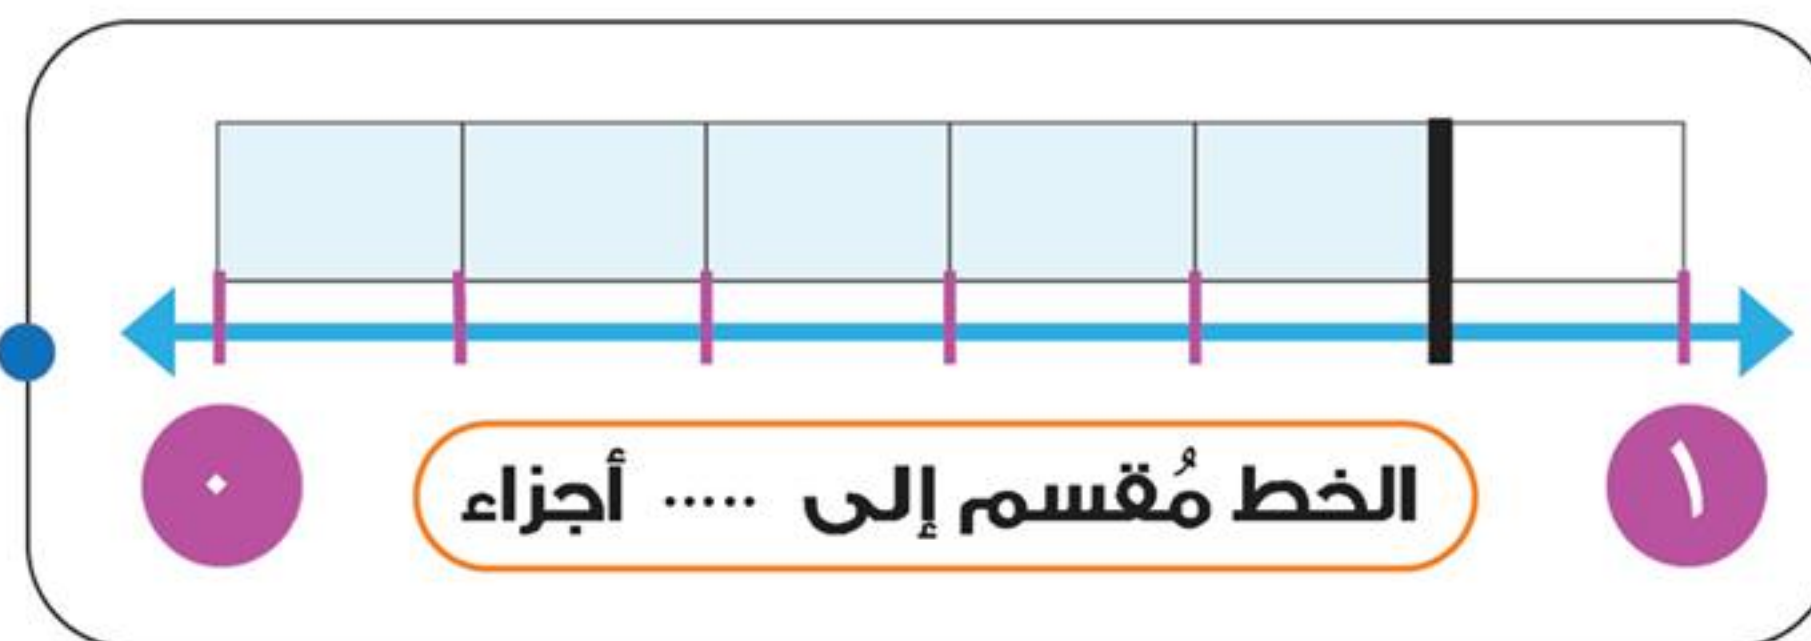 ٠
الخط مُقسم إلى ..... أجزاء
١